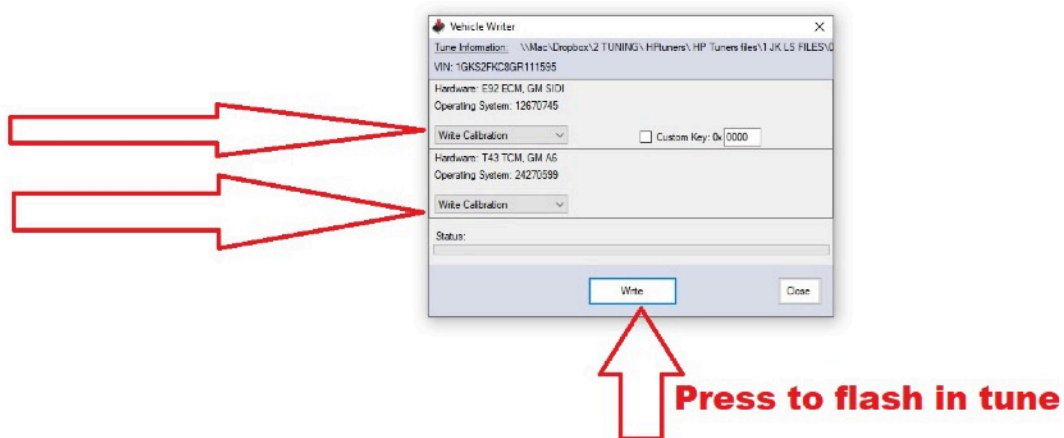 Vehicle Writer
Tune Information: \\Mac\Dropbox\2 TUNING\ HPtuners\ HP Tuners files\1 JK LS FILES\0
VIN: 1GKS2FKC8GR111595
Hardware: E92 ECM, GM SIDI
Operating System: 12670745
Write Calibration Custom Key: 0x 0000
Hardware: T43 TCM, GM A6
Operating System: 24270599
Write Calibration
Status:
Write Close
Press to flash in tune